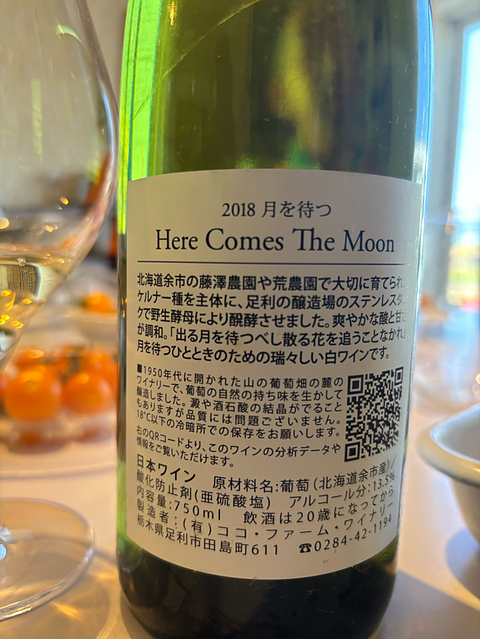 2018 月を待つ
Here Comes The Moon
北海道余市の藤澤農園や荒農園で大切に育てられ
ケルナー種を主体に、足利の醸造場のステンレスタ
クで野生酵母により醗酵させました。爽やかな酸と甘
が調和。「出る月を待つべし散る花を追うことなかれ」
月を待つひとときのための瑞々しい白ワインです。
■1950年代に開かれた山の葡萄畑の麓の
ワイナリーで、葡萄の自然の持ち味を生かして
醸造しました。澱や酒石酸の結晶がでること
もありますが品質には問題ございません。
18℃以下の冷暗所での保存をお願いします。
右のQRコードより、このワインの分析データや
情報をご覧いただけます。
日本ワイン 原材料名:葡萄(北海道余市産)/
酸化防止剤(亜硫酸塩) アルコール分:13.5%
内容量:750ml 飲酒は20歳になってから
製造者:(有)ココ・ファーム・ワイナリー
栃木県足利市田島町611 ☎0284-42-1194